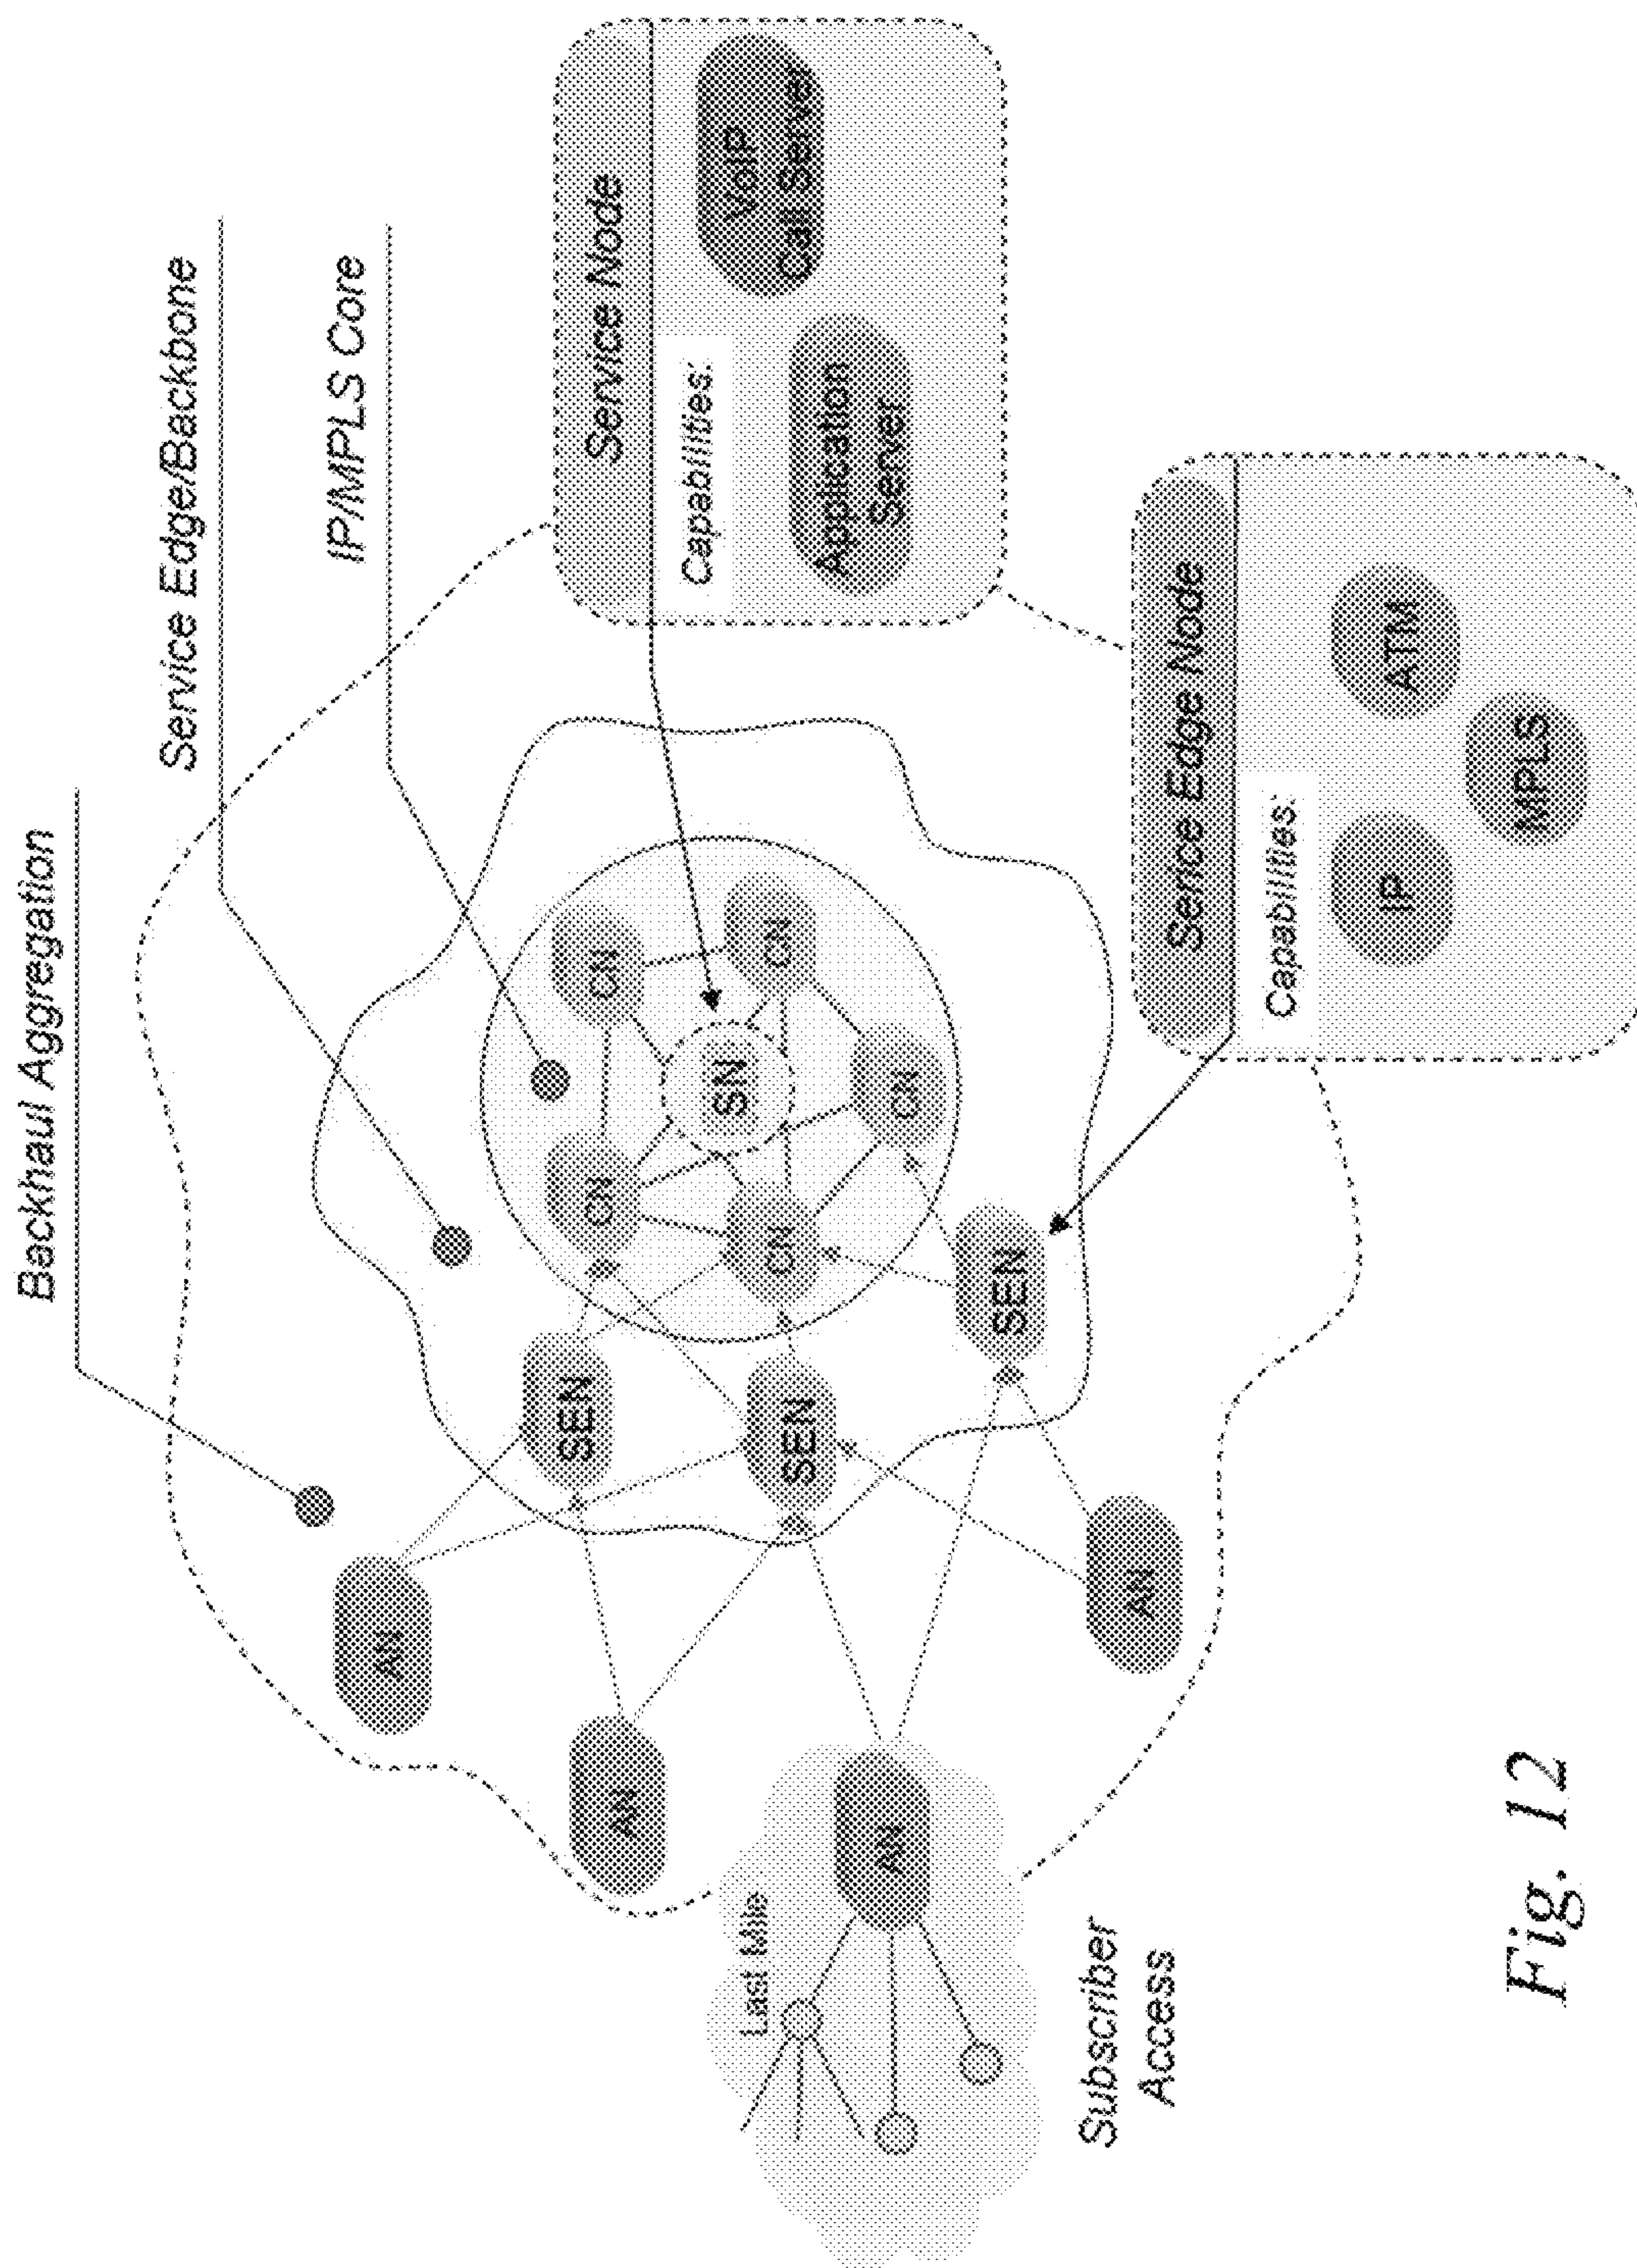 Backhaul Aggregation
Service Edge/Backbone
IP/MPLS Core
Service Node
Capabilities:
Application
Server
VoIP
Call Server
Service Edge Node
Capabilities:
IP
MPLS
ATM
CN
CN
CN
CN
CN
SN
SEN
SEN
SEN
AN
AN
AN
AN
Last Mile
Subscriber
Access
Fig. 12